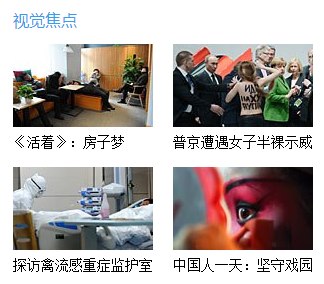 视觉焦点
《活着》：房子梦
普京遭遇女子半裸示威
探访禽流感重症监护室
中国人一天：坚守戏园